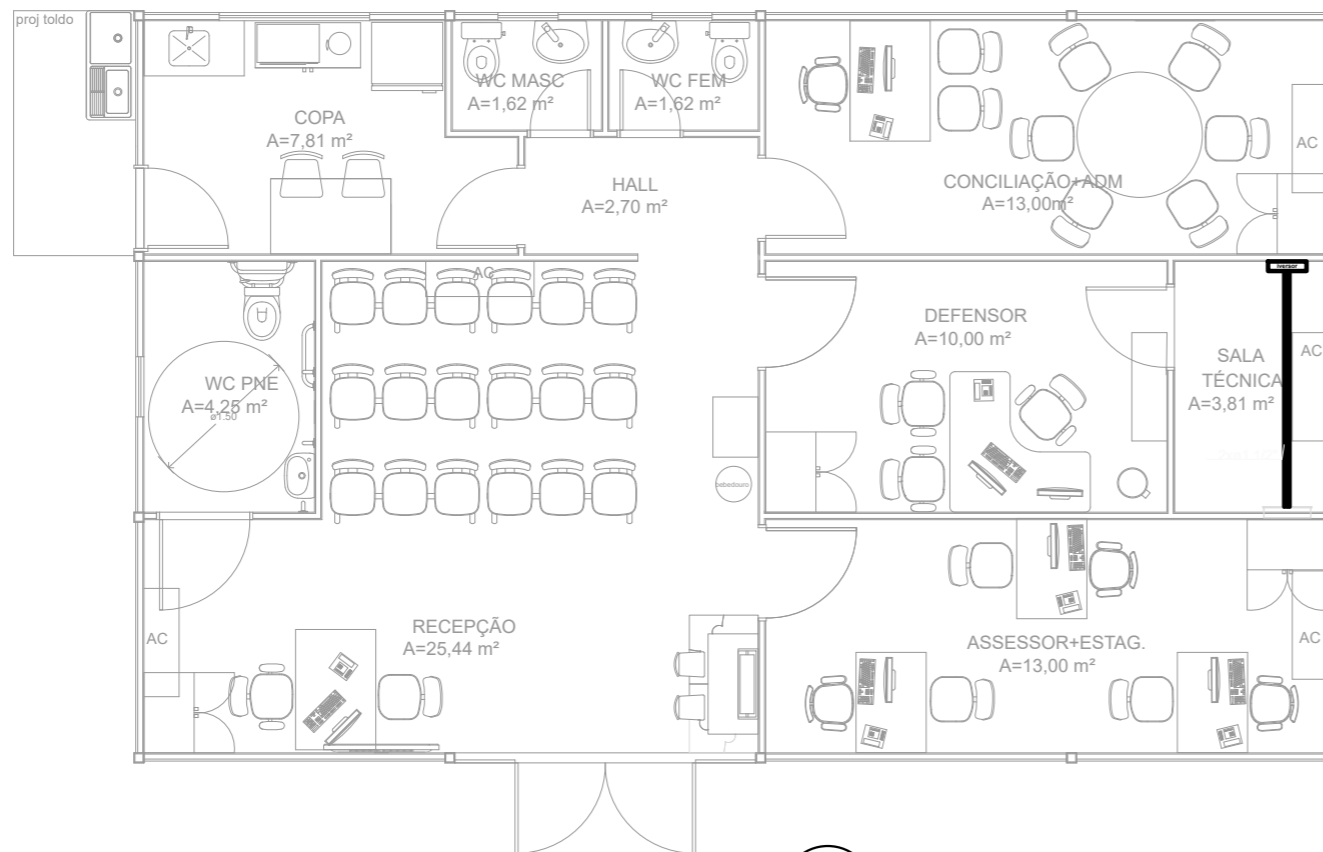 proj toldo
WC MASC
A=1,62 m²
WC FEM
A=1,62 m²
COPA
A=7,81 m²
AC
HALL
A=2,70 m²
CONCILIAÇÃO+ADM
A=13,00m²
AC
DEFENSOR
A=10,00 m²
SALA
TÉCNICA
A=3,81 m²
AC
WC PNE
A=4,25 m²
ø1.50
bebedouro
RECEPÇÃO
A=25,44 m²
AC
ASSESSOR+ESTAG.
A=13,00 m²
AC